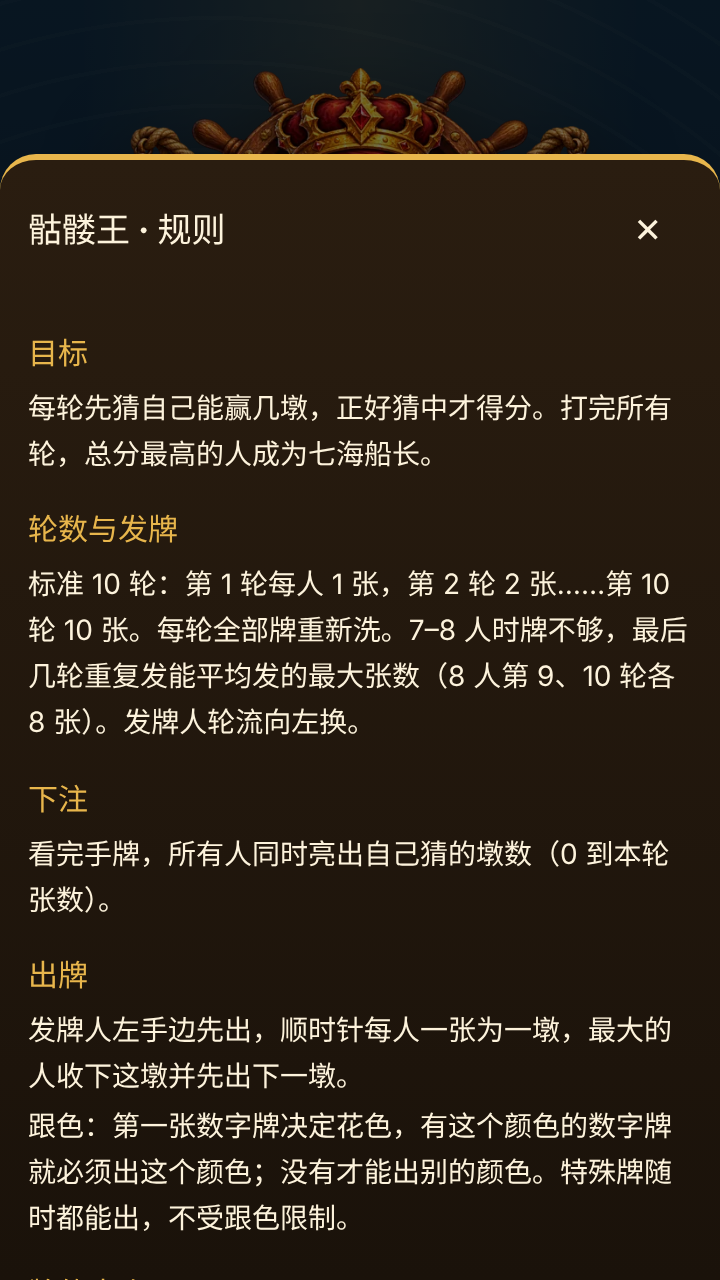 骷髅王 · 规则 ✕
目标
每轮先猜自己能赢几墩，正好猜中才得分。打完所有
轮，总分最高的人成为七海船长。
轮数与发牌
标准 10 轮：第 1 轮每人 1 张，第 2 轮 2 张……第 10
轮 10 张。每轮全部牌重新洗。7–8 人时牌不够，最后
几轮重复发能平均发的最大张数（8 人第 9、10 轮各
8 张）。发牌人轮流向左换。
下注
看完手牌，所有人同时亮出自己猜的墩数（0 到本轮
张数）。
出牌
发牌人左手边先出，顺时针每人一张为一墩，最大的
人收下这墩并先出下一墩。
跟色：第一张数字牌决定花色，有这个颜色的数字牌
就必须出这个颜色；没有才能出别的颜色。特殊牌随
时都能出，不受跟色限制。